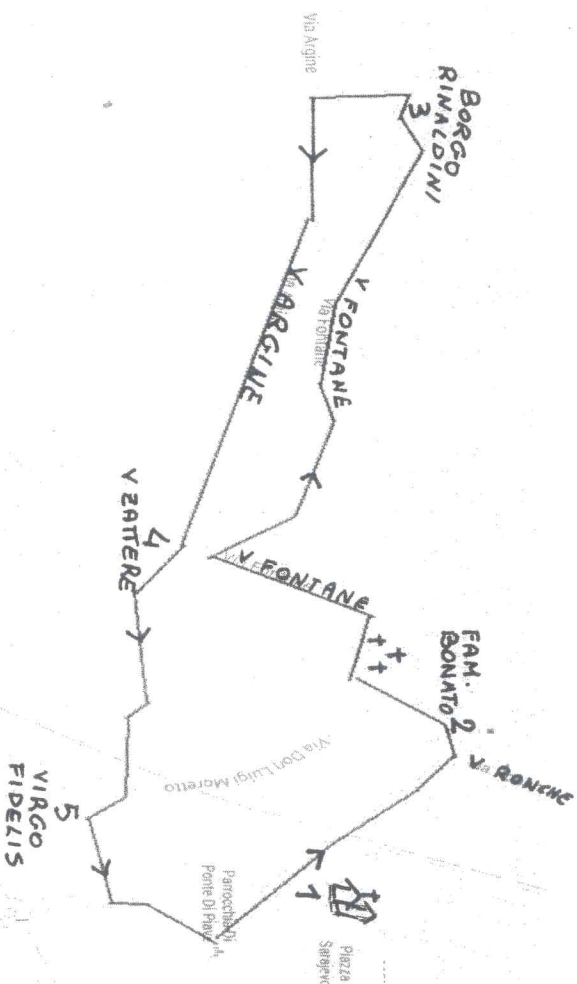 Via Argine
BORGO
RINALDINI
3
V FONTANE
Via Fontane
V ARGINE
4
V ZATTERE
V FONTANE
FAM.
BONATO 2
V RONCHE
Via Don Luigi Moretto
5
VIRGO
FIDELIS
Parrocchia Di
Ponte Di Piave
1
Piazza
Sarajevo